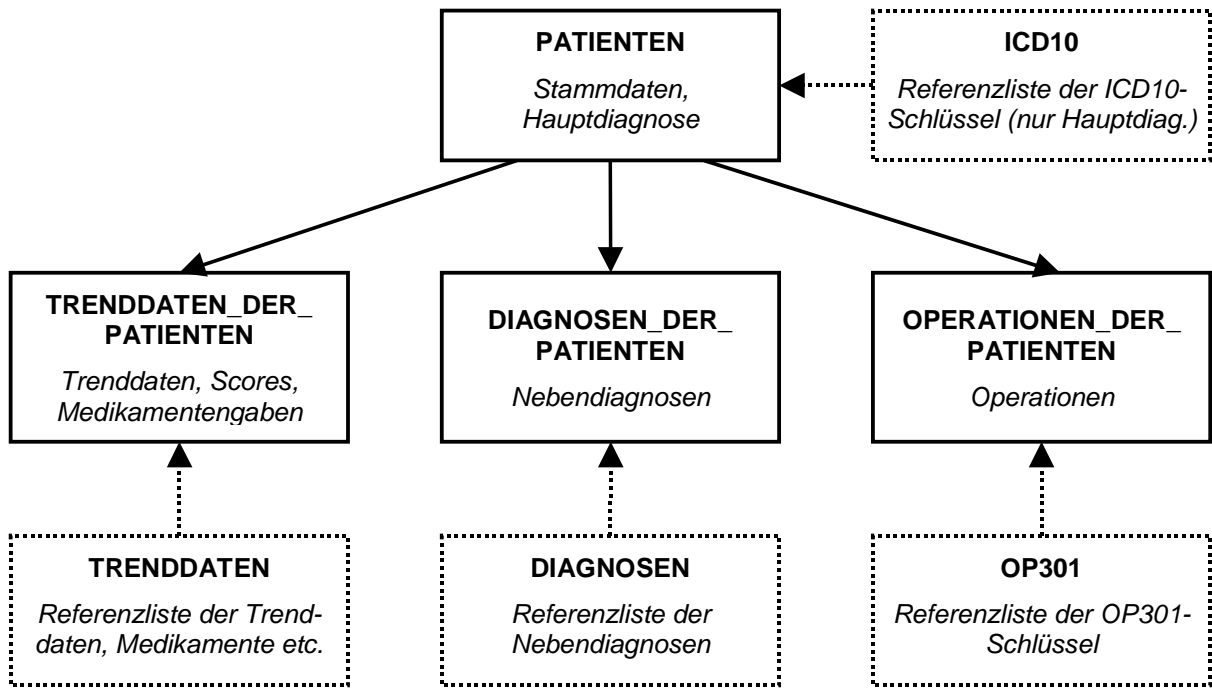 PATIENTEN
Stammdaten,
Hauptdiagnose
ICD10
Referenzliste der ICD10-
Schlüssel (nur Hauptdiag.)
TRENDDATEN_DER_
PATIENTEN
Trenddaten, Scores,
Medikamentengaben
DIAGNOSEN_DER_
PATIENTEN
Nebendiagnosen
OPERATIONEN_DER_
PATIENTEN
Operationen
TRENDDATEN
Referenzliste der Trend-
daten, Medikamente etc.
DIAGNOSEN
Referenzliste der
Nebendiagnosen
OP301
Referenzliste der OP301-
Schlüssel